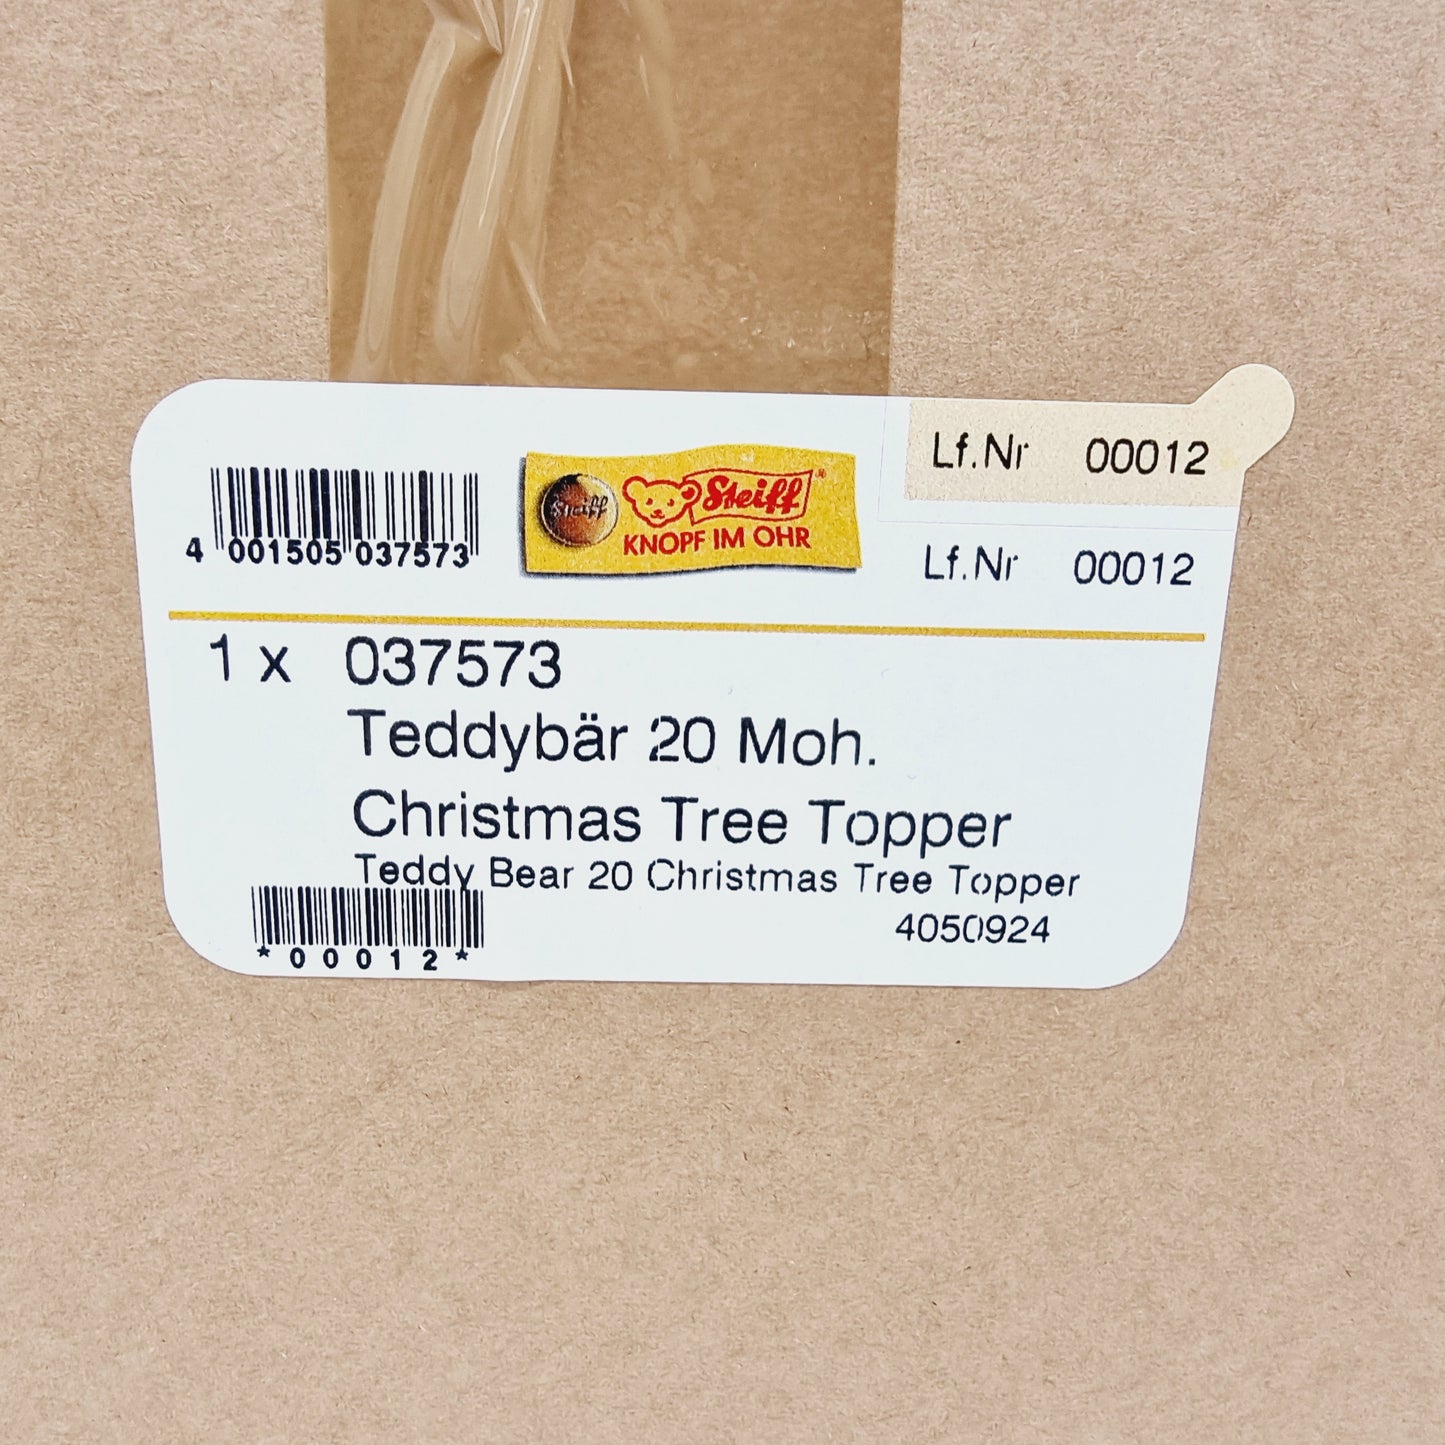 Lf.Nr 00012
Steiff
Steiff®
KNOPF IM OHR
4 001505 037573
Lf.Nr 00012
1 x 037573
Teddybär 20 Moh.
Christmas Tree Topper
Teddy Bear 20 Christmas Tree Topper
4050924
*00012*